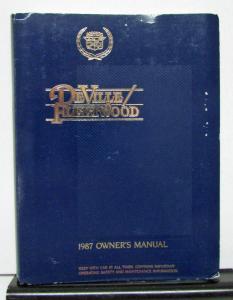 DEVILLE/
FLEETWOOD
1987 OWNER'S MANUAL
KEEP WITH CAR AT ALL TIMES. CONTAINS IMPORTANT
OPERATING, SAFETY AND MAINTENANCE INFORMATION.